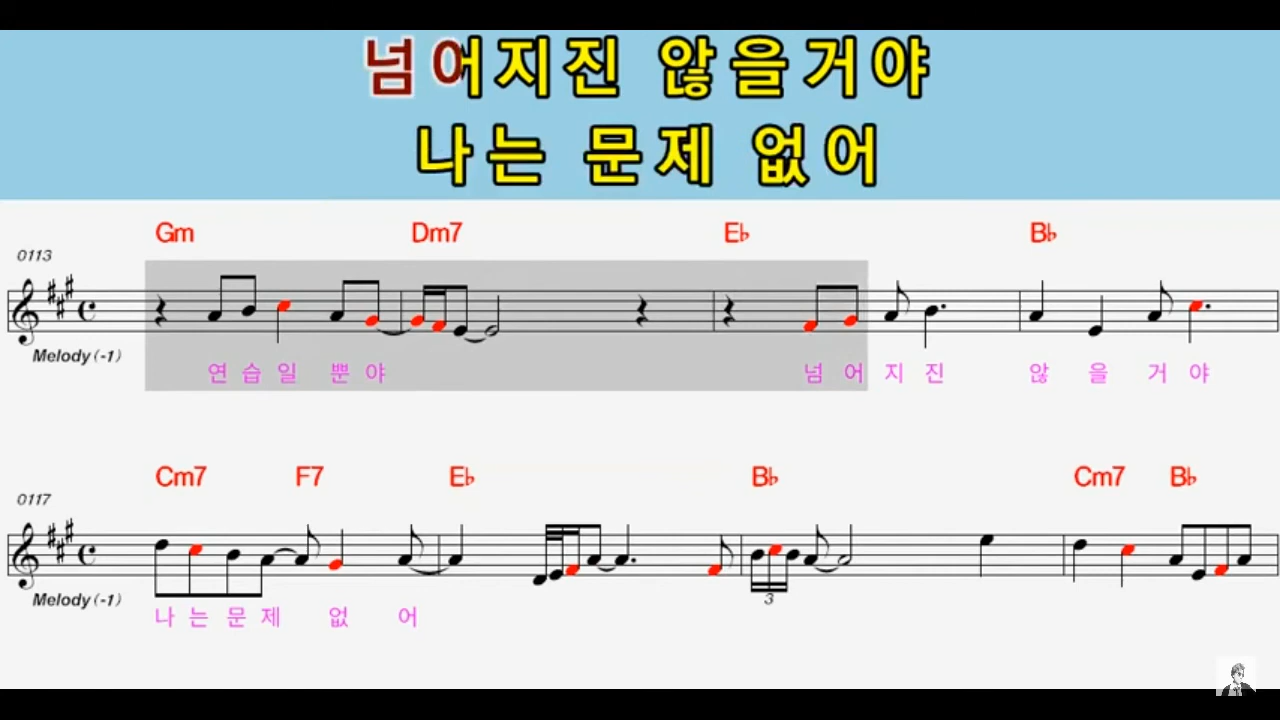 넘어지진 않을거야
나는 문제 없어
Gm Dm7 E♭ B♭
0113
Melody (-1)
연 습 일 뿐 야 넘 어 지 진 않 을 거 야
Cm7 F7 E♭ B♭ Cm7 B♭
0117
Melody (-1)
3
나 는 문 제 없 어